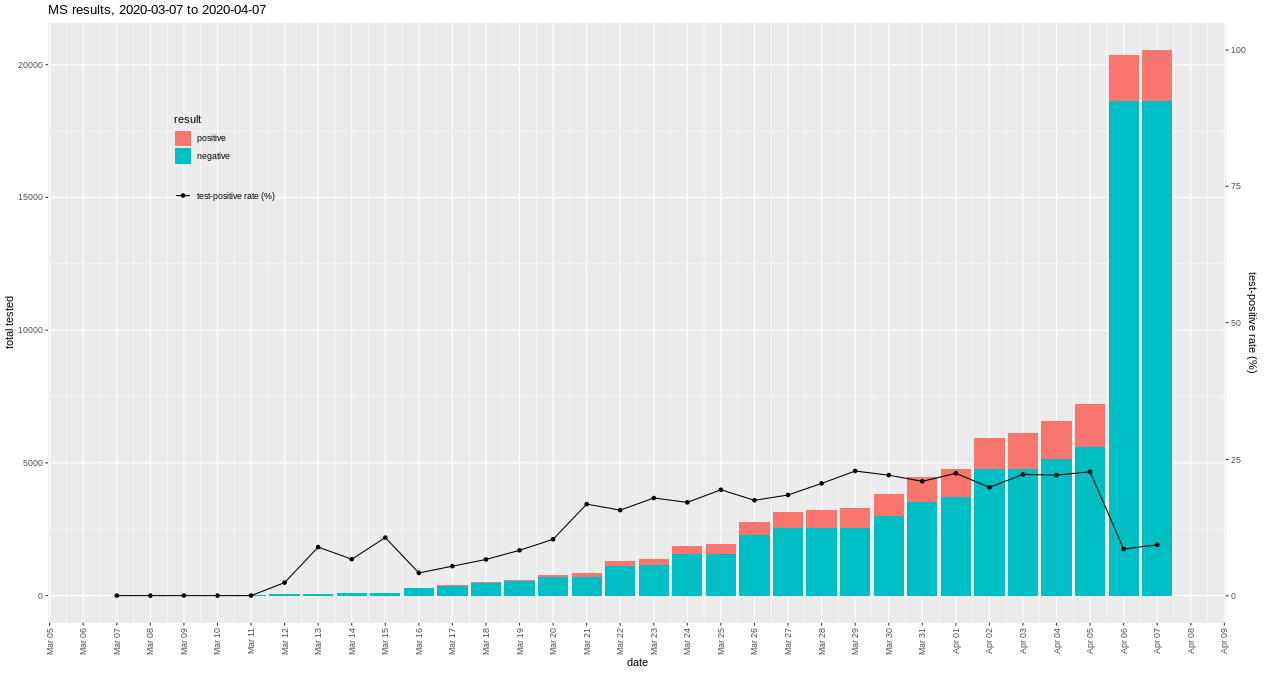 MS results, 2020-03-07 to 2020-04-07
total tested
20000
15000
10000
5000
0
result
positive
negative
test-positive rate (%)
100
75
50
25
0
test-positive rate (%)
Mar 05
Mar 06
Mar 07
Mar 08
Mar 09
Mar 10
Mar 11
Mar 12
Mar 13
Mar 14
Mar 15
Mar 16
Mar 17
Mar 18
Mar 19
Mar 20
Mar 21
Mar 22
Mar 23
Mar 24
Mar 25
Mar 26
Mar 27
Mar 28
Mar 29
Mar 30
Mar 31
Apr 01
Apr 02
Apr 03
Apr 04
Apr 05
Apr 06
Apr 07
Apr 08
Apr 09
date